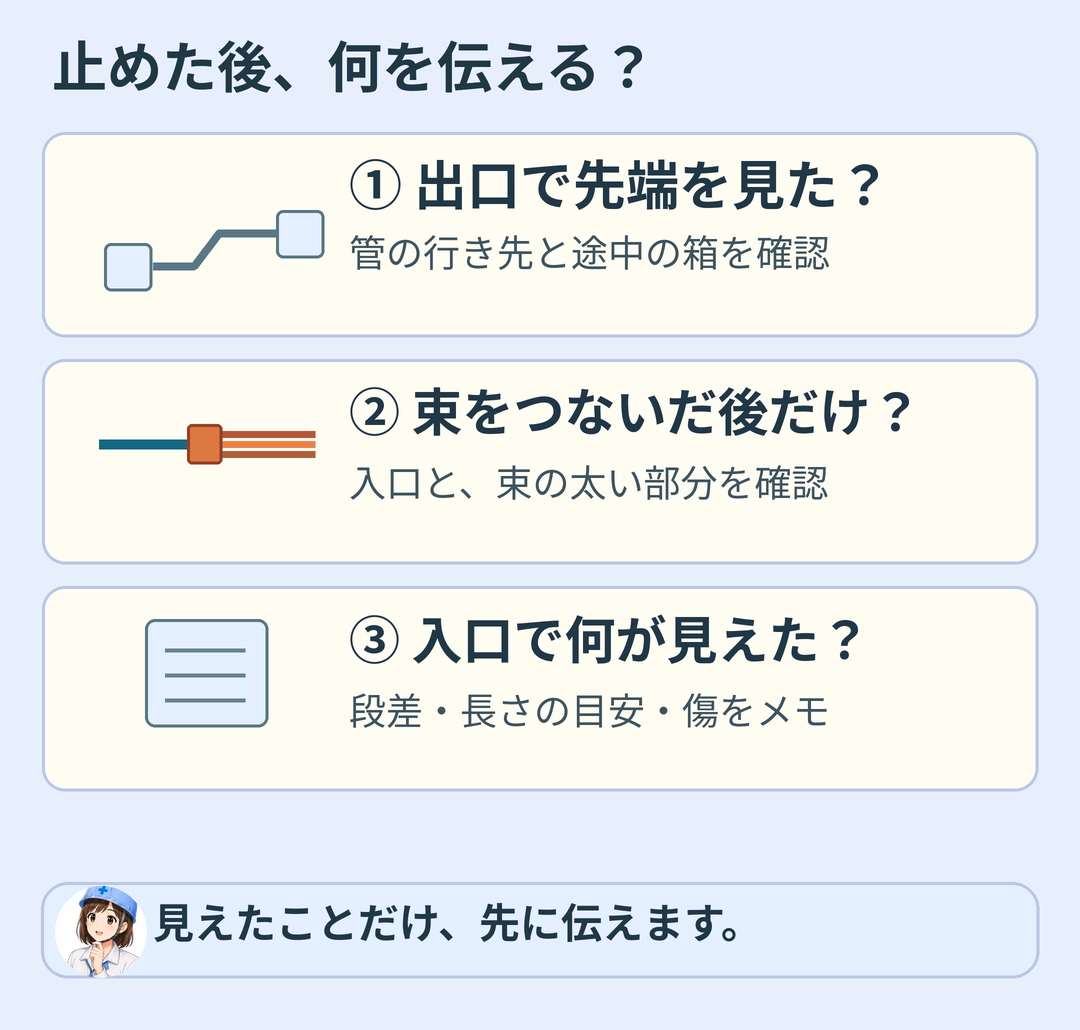 止めた後、何を伝える？
① 出口で先端を見た？
管の行き先と途中の箱を確認
② 束をつないだ後だけ？
入口と、束の太い部分を確認
③ 入口で何が見えた？
段差・長さの目安・傷をメモ
見えたことだけ、先に伝えます。